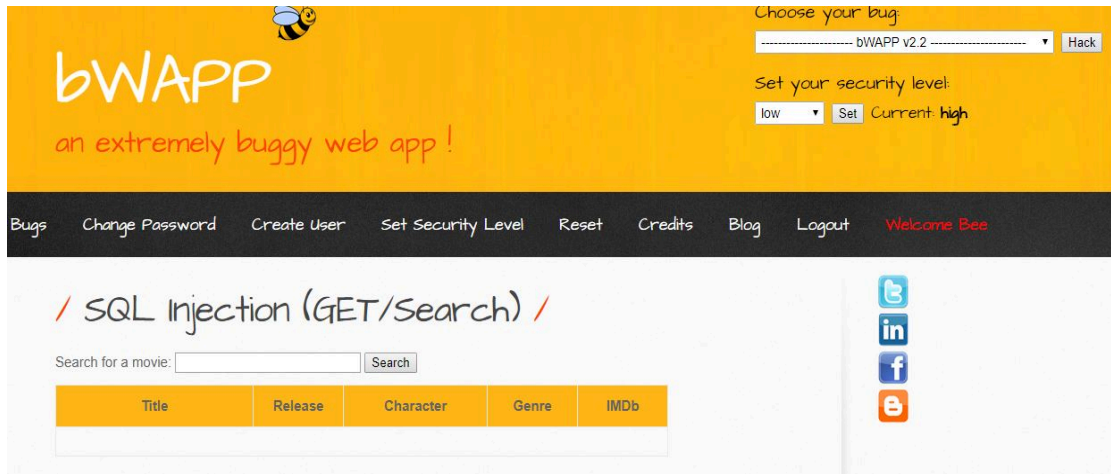 Choose your bug:
---------------------- bWAPP v2.2 -----------------------
Hack
bWAPP
Set your security level:
low
Set
Current: high
an extremely buggy web app !
Bugs
Change Password
Create User
Set Security Level
Reset
Credits
Blog
Logout
Welcome Bee
/ SQL Injection (GET/Search) /
Search for a movie:
Search
Title
Release
Character
Genre
IMDb